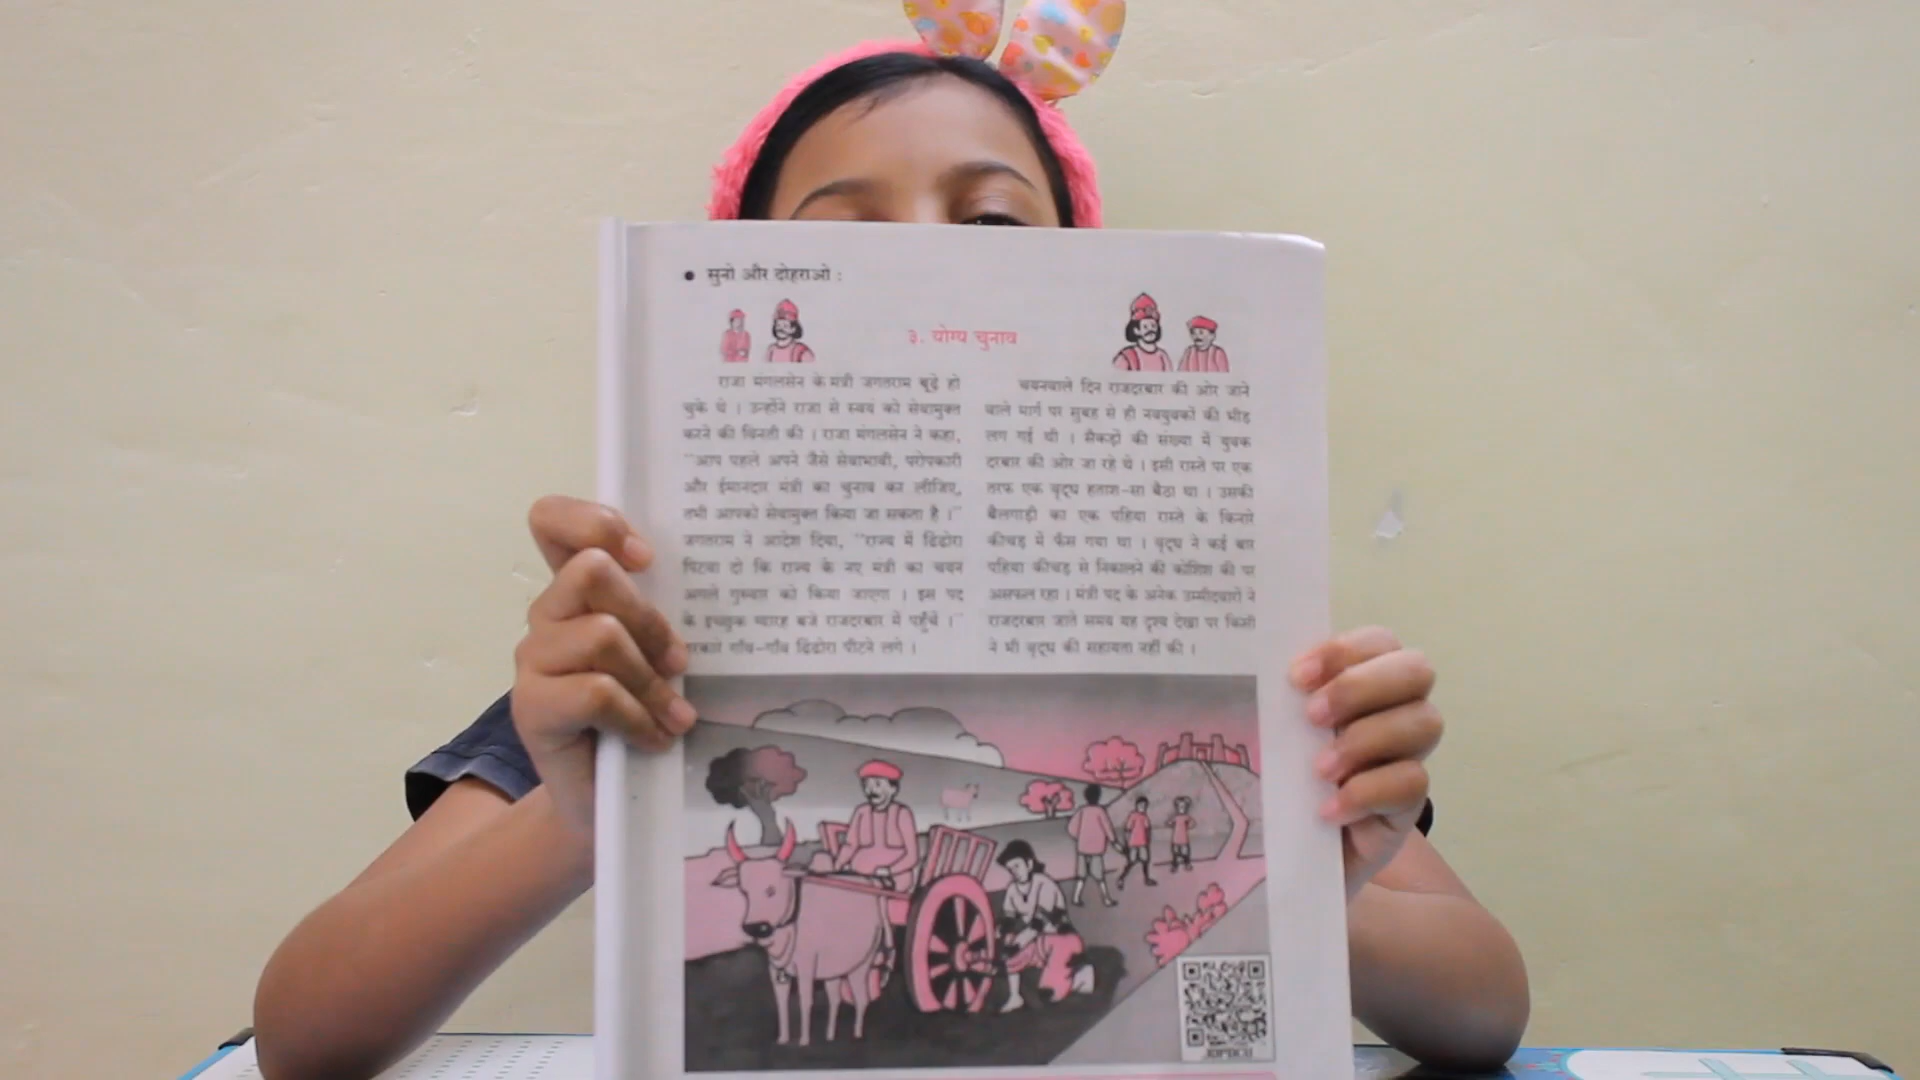 • सुनो और दोहराओ :
३. योग्य चुनाव
राजा मंगलसेन के मंत्री जगतराम बूढ़े हो
चुके थे । उन्होंने राजा से स्वयं को सेवामुक्त
करने की विनती की । राजा मंगलसेन ने कहा,
"आप पहले अपने जैसे सेवाभावी, परोपकारी
और ईमानदार मंत्री का चुनाव कर लीजिए,
तभी आपको सेवामुक्त किया जा सकता है ।"
जगतराम ने आदेश दिया, "राज्य में ढिंढोरा
पिटवा दो कि राज्य के नए मंत्री का चयन
अगले गुरुवार को किया जाएगा । इस पद
के इच्छुक ग्यारह बजे राजदरबार में पहुँचें ।"
गाँव-गाँव ढिंढोरा पीटने लगे ।
चयनवाले दिन राजदरबार की ओर जाने
वाले मार्ग पर सुबह से ही नवयुवकों की भीड़
लग गई थी । सैकड़ों की संख्या में युवक
दरबार की ओर जा रहे थे । इसी रास्ते पर एक
तरफ एक वृद्ध हताश-सा बैठा था । उसकी
बैलगाड़ी का एक पहिया रास्ते के किनारे
कीचड़ में फँस गया था । वृद्ध ने कई बार
पहिया कीचड़ से निकालने की कोशिश की पर
असफल रहा । मंत्री पद के अनेक उम्मीदवारों ने
राजदरबार जाते समय यह दृश्य देखा पर किसी
ने भी वृद्ध की सहायता नहीं की ।